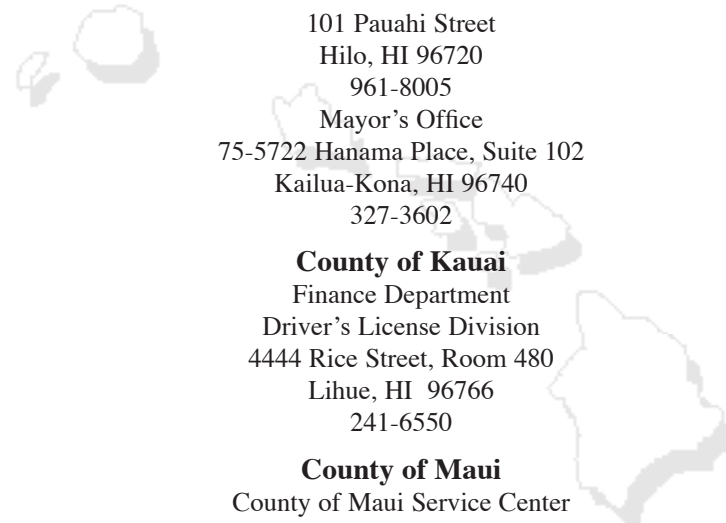 101 Pauahi Street
Hilo, HI 96720
961-8005
Mayor’s Office
75-5722 Hanama Place, Suite 102
Kailua-Kona, HI 96740
327-3602
County of Kauai
Finance Department
Driver’s License Division
4444 Rice Street, Room 480
Lihue, HI  96766
241-6550
County of Maui
County of Maui Service Center